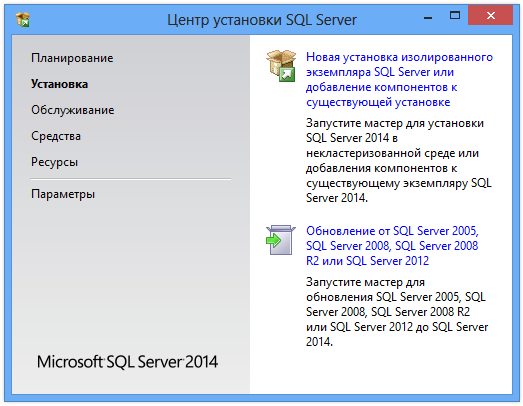 Центр установки SQL Server
Планирование
Установка
Обслуживание
Средства
Ресурсы
Параметры
Microsoft SQL Server 2014
Новая установка изолированного
экземпляра SQL Server или
добавление компонентов к
существующей установке
Запустите мастер для установки
SQL Server 2014 в
некластеризованной среде или
добавления компонентов к
существующему экземпляру SQL
Server 2014.
Обновление от SQL Server 2005,
SQL Server 2008, SQL Server 2008
R2 или SQL Server 2012
Запустите мастер для
обновления SQL Server 2005, SQL
Server 2008, SQL Server 2008 R2
или SQL Server 2012 до SQL Server
2014.